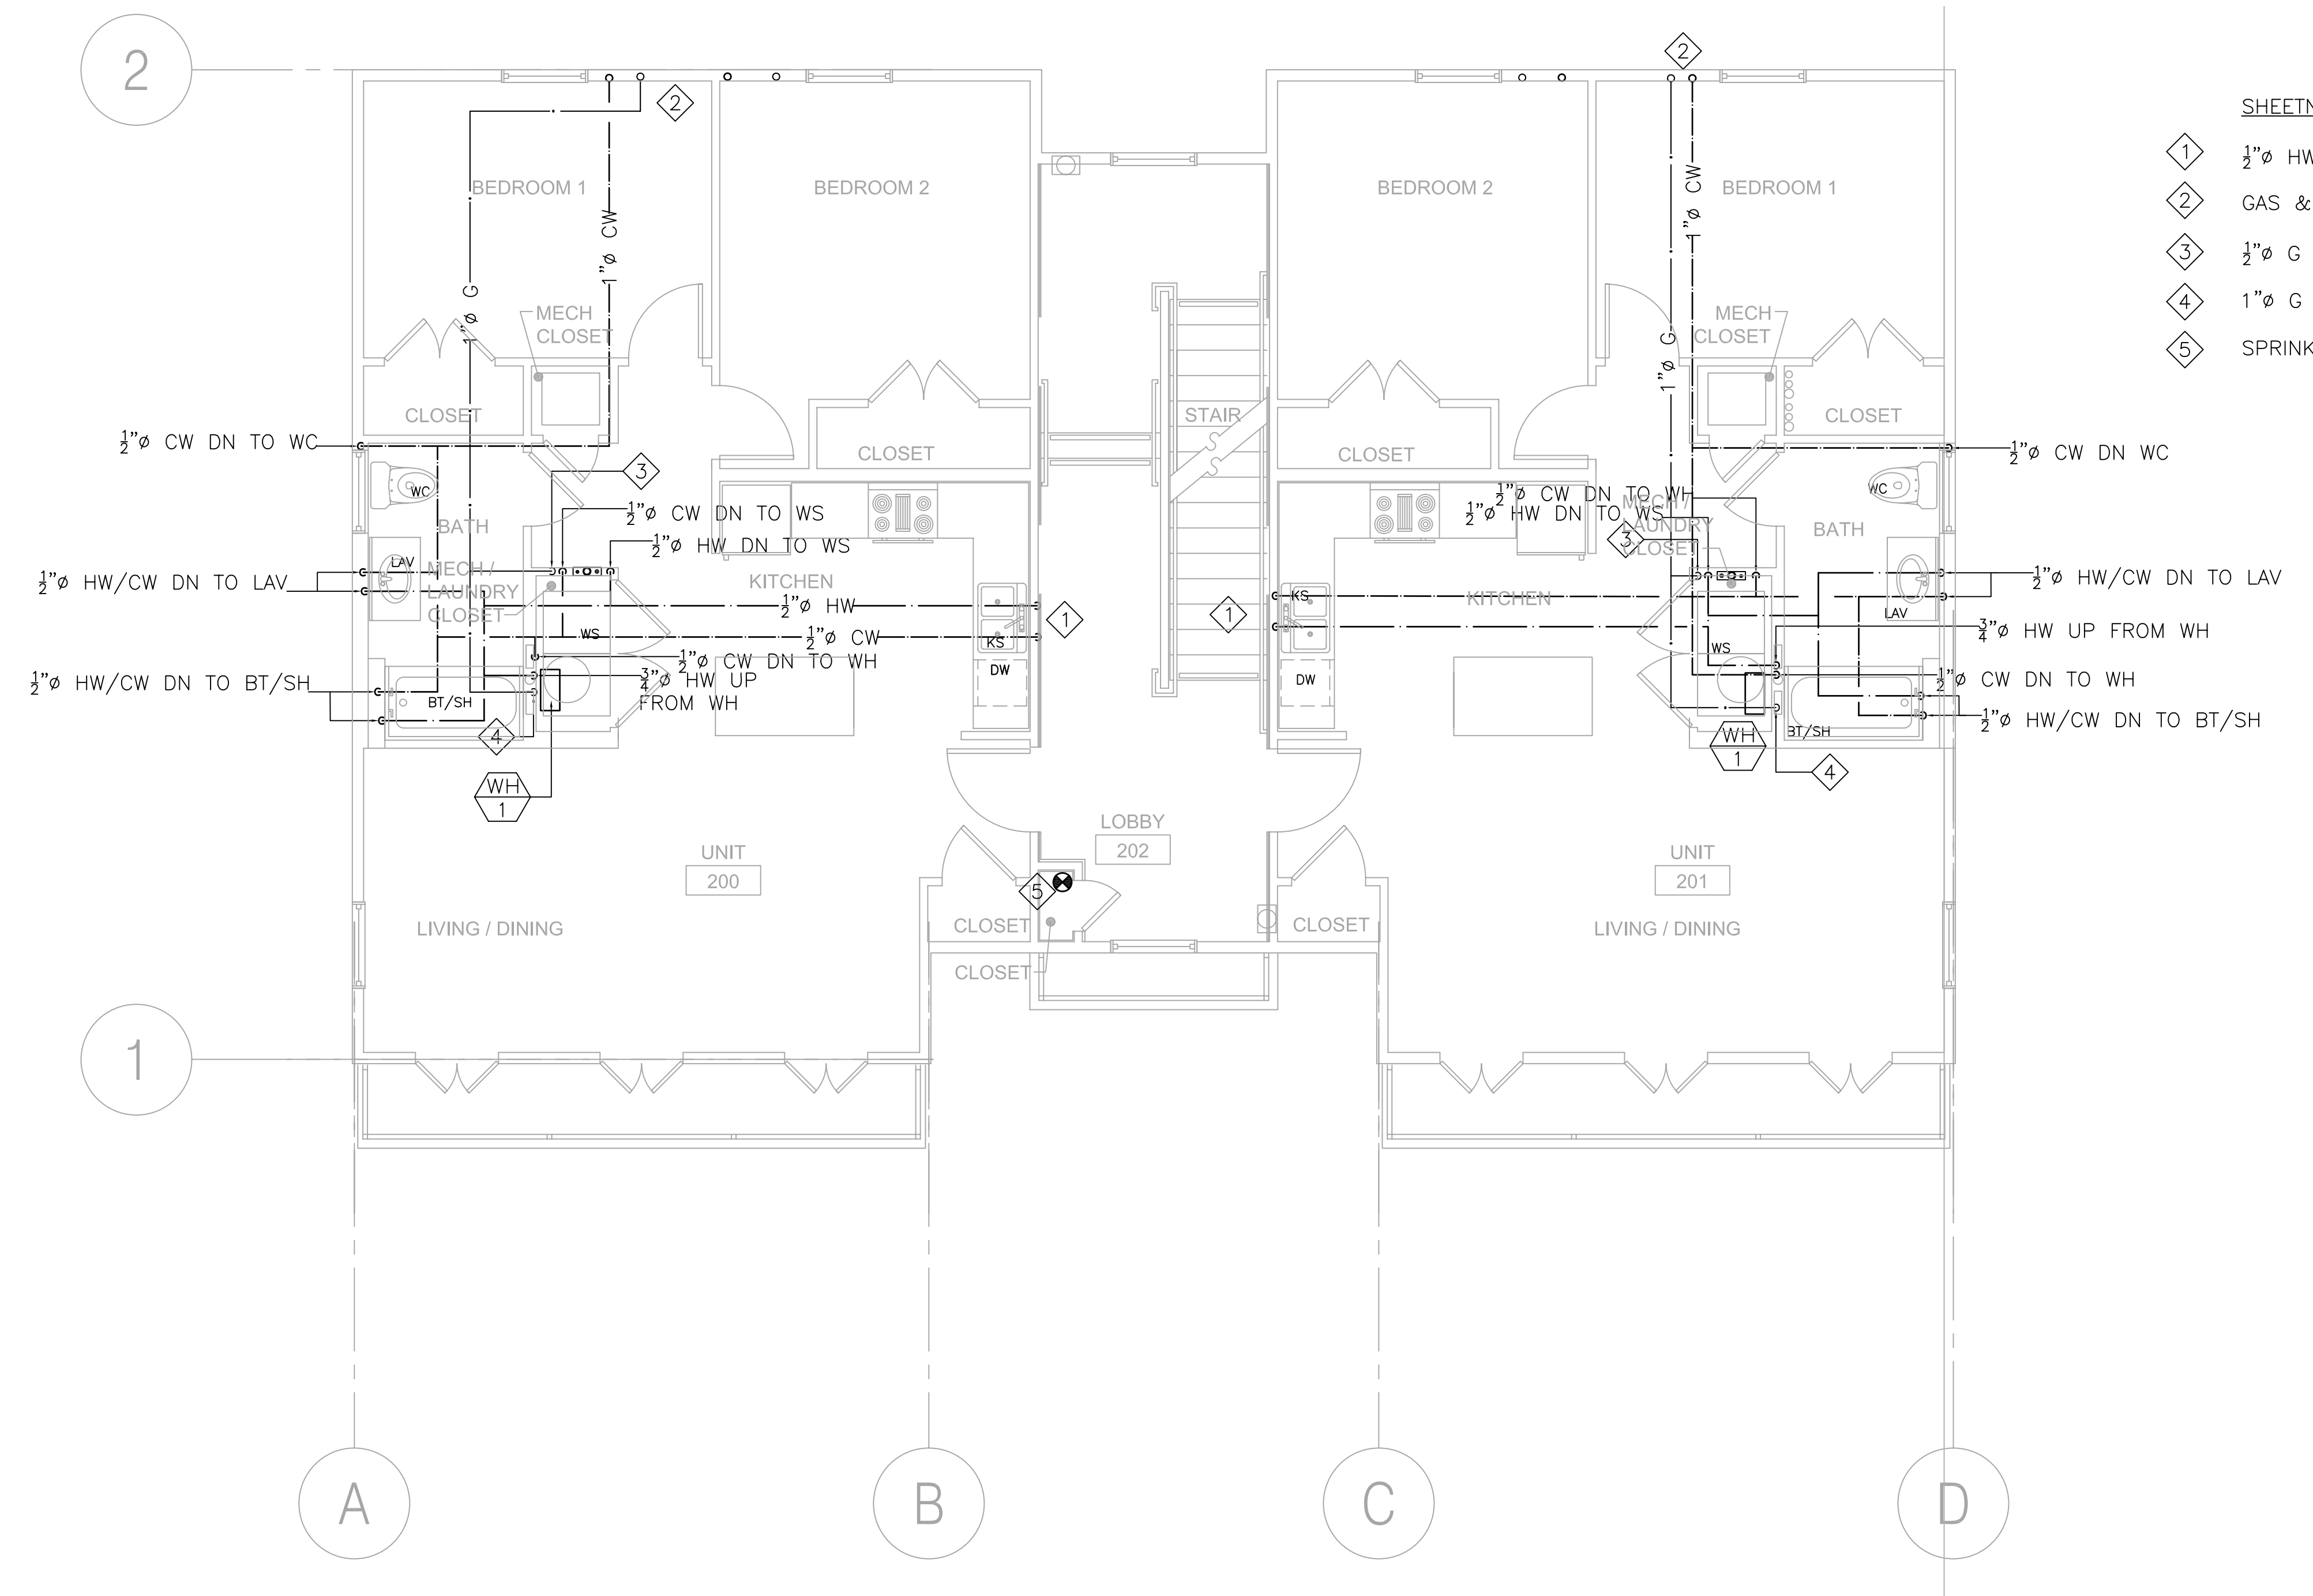 2
2
2
SHEETN
1
½"ø HW
2
GAS &
3
½"ø G
4
1"ø G
5
SPRINK
BEDROOM 1
BEDROOM 2
BEDROOM 2
BEDROOM 1
1"ø CW
1"ø CW
1"ø G
1"ø G
MECH
CLOSET
MECH
CLOSET
CLOSET
CLOSET
STAIR
CLOSET
CLOSET
½"ø CW DN TO WC
½"ø CW DN WC
3
WC
WC
½"ø CW DN TO WS
½"ø CW DN TO WH
½"ø HW DN TO WS
BATH
MECH /
LAUNDRY
CLOSET
BATH
½"ø HW DN TO WS
3
LAV
MECH /
LAUNDRY
CLOSET
KITCHEN
KITCHEN
KS
LAV
½"ø HW/CW DN TO LAV
½"ø HW/CW DN TO LAV
½"ø HW
1
1
WS
½"ø CW
KS
WS
¾"ø HW UP FROM WH
½"ø CW DN TO WH
DW
DW
¾"ø HW UP
FROM WH
½"ø CW DN TO WH
½"ø HW/CW DN TO BT/SH
BT/SH
½"ø HW/CW DN TO BT/SH
BT/SH
4
WH
1
WH
1
4
LOBBY
202
UNIT
200
UNIT
201
5
LIVING / DINING
CLOSET
CLOSET
LIVING / DINING
CLOSET
1
A
B
C
D